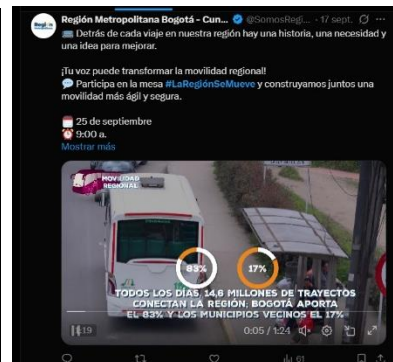 Región Metropolitana Bogotá - Cun... @SomosRegi... · 17 sept.
Detrás de cada viaje en nuestra región hay una historia, una necesidad y
una idea para mejorar.
¡Tu voz puede transformar la movilidad regional!
💬 Participa en la mesa #LaRegiónSeMueve y construyamos juntos una
movilidad más ágil y segura.
25 de septiembre
⏰ 9:00 a.
Mostrar más
MOVILIDAD
REGIONAL
83% 17%
TODOS LOS DÍAS, 14,6 MILLONES DE TRAYECTOS
CONECTAN LA REGIÓN: BOGOTÁ APORTA
EL 83% Y LOS MUNICIPIOS VECINOS EL 17%
0:05 / 1:24
61